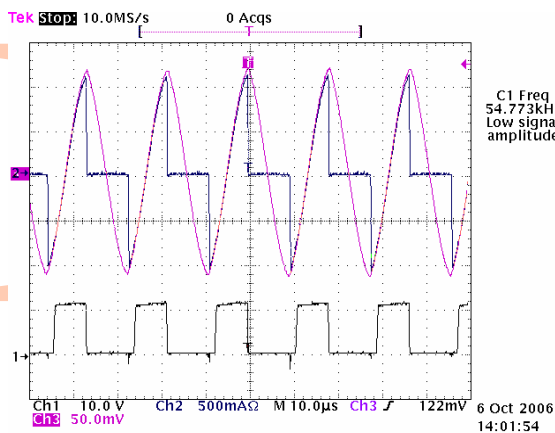 Tek Stop: 10.0MS/s 0 Acqs
T
C1 Freq
54.773kH
Low signa
amplitude
2
1
Ch1 10.0 V Ch2 500mAΩ M 10.0µs Ch3 122mV
Ch3 50.0mV
6 Oct 2006
14:01:54